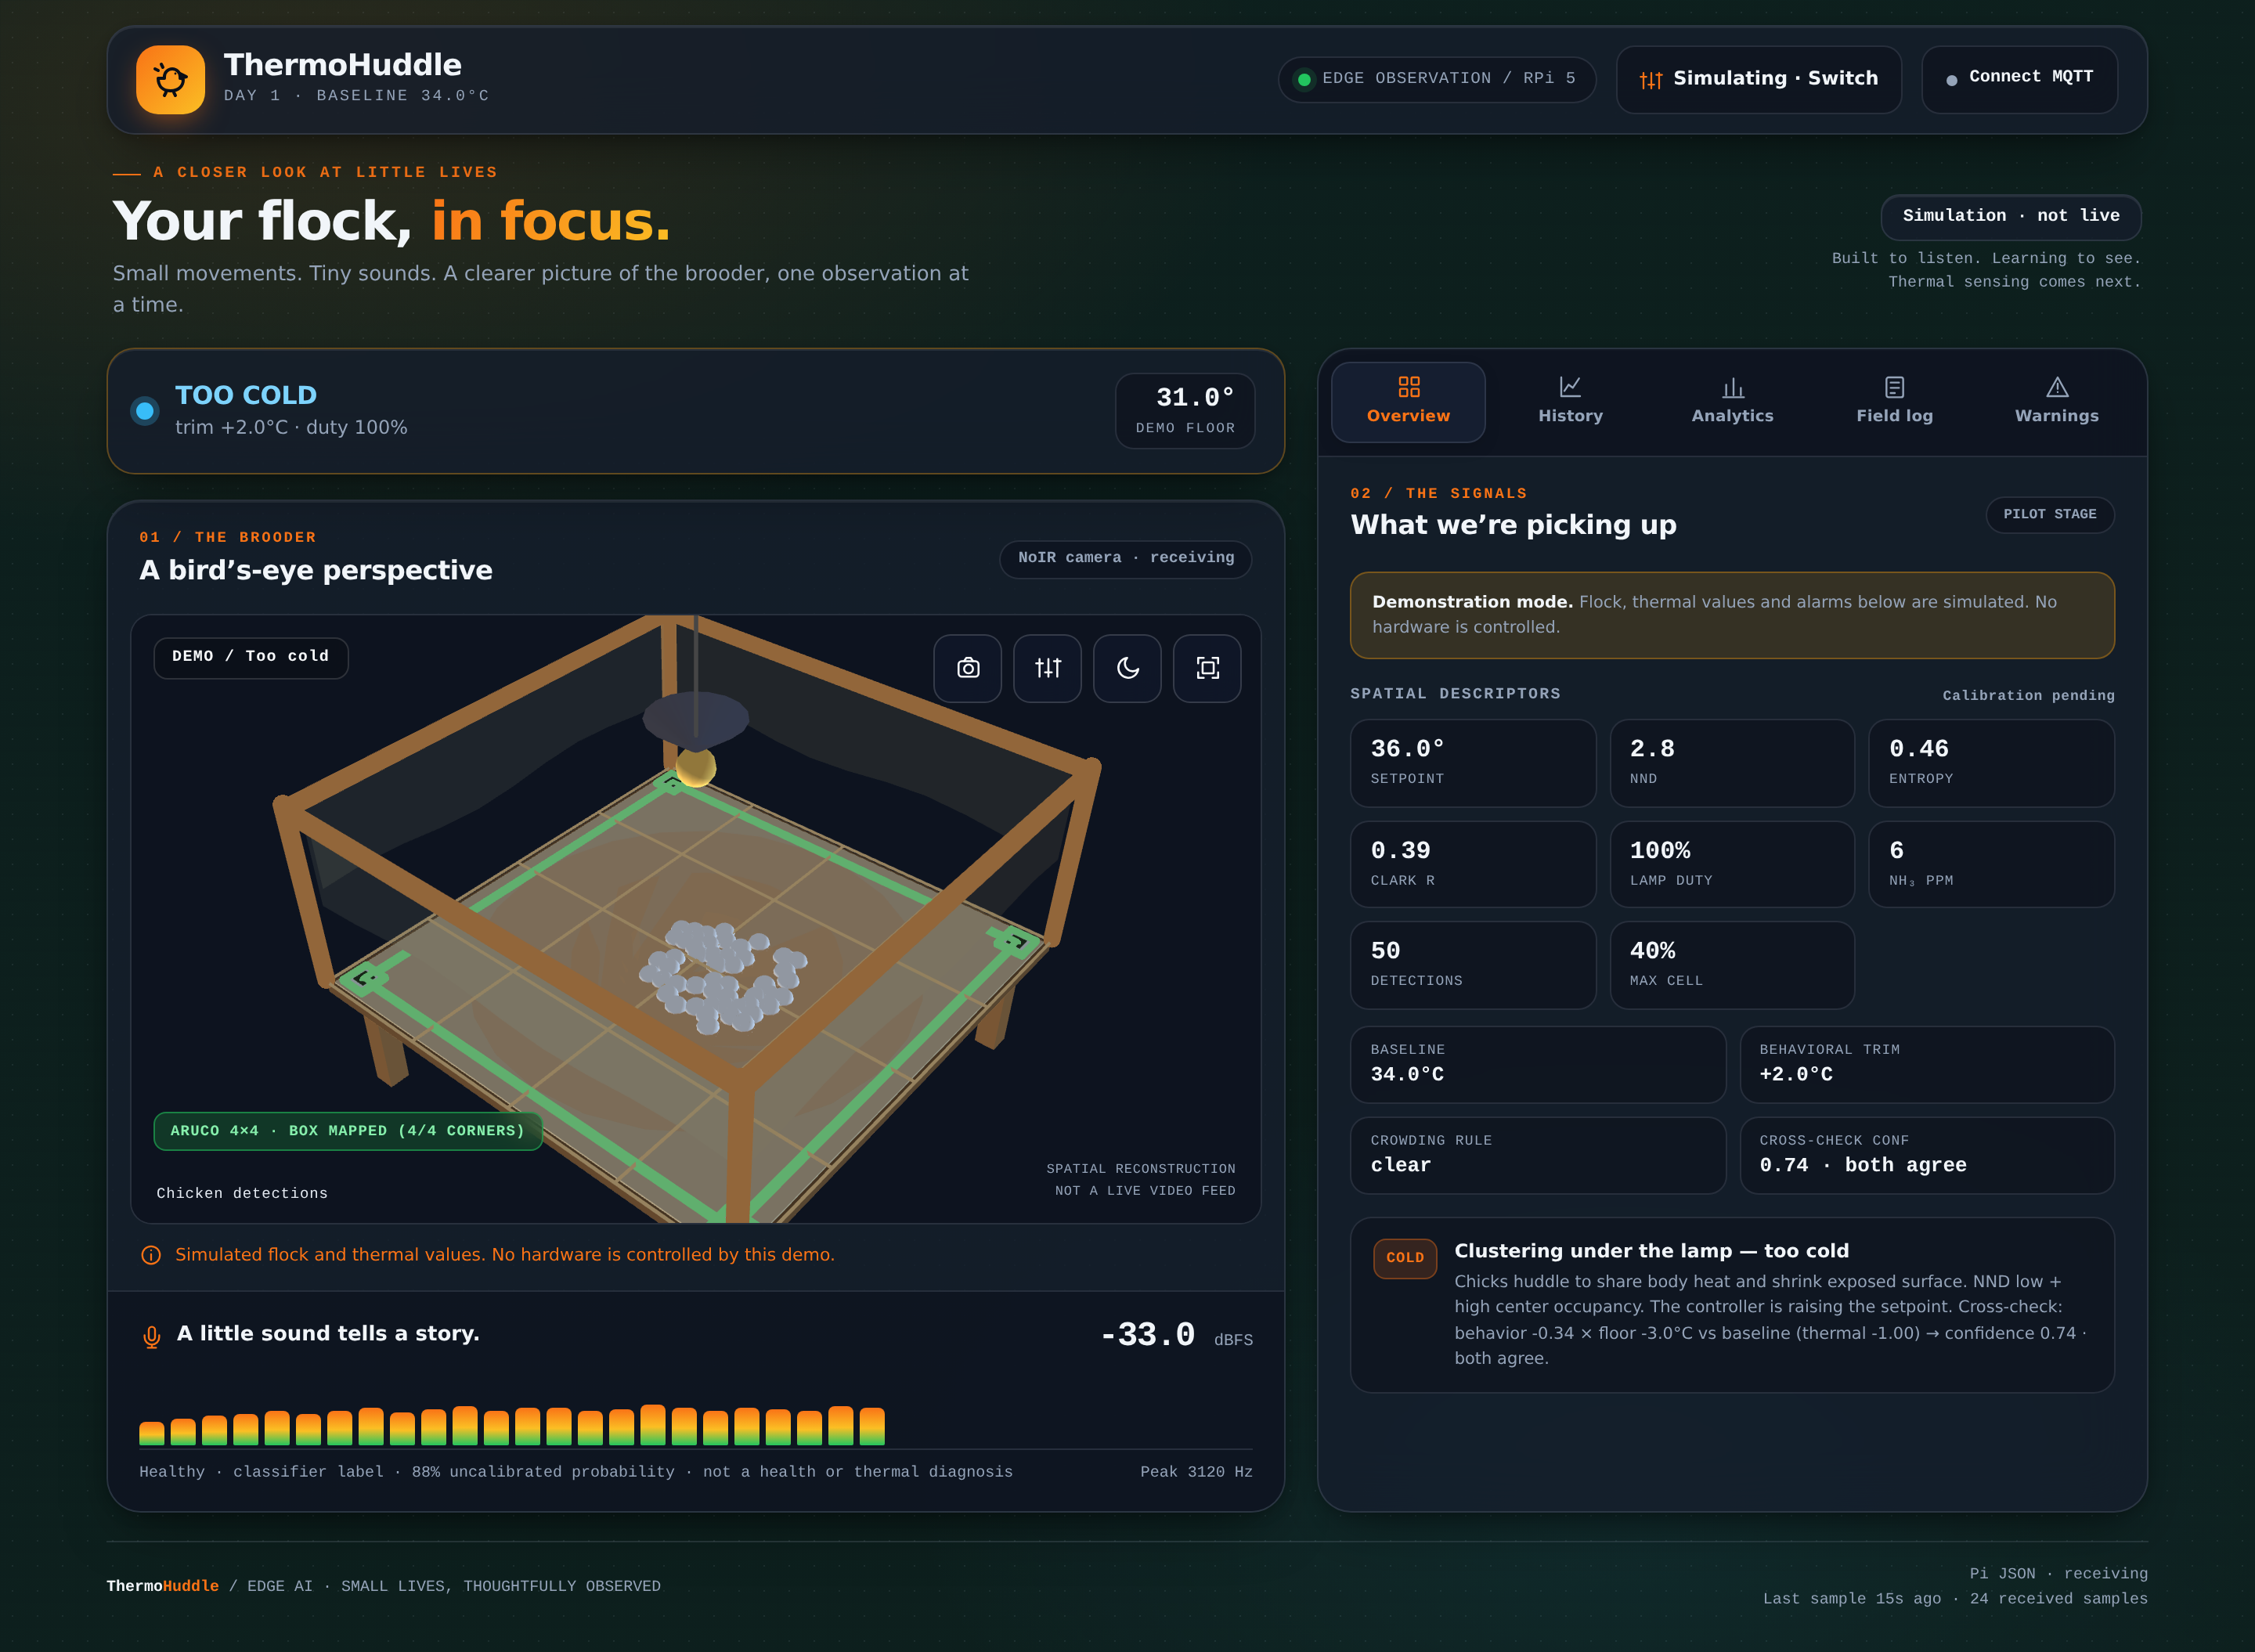 ThermoHuddle
DAY 1 · BASELINE 34.0°C
EDGE OBSERVATION / RPi 5
Simulating · Switch
Connect MQTT
A CLOSER LOOK AT LITTLE LIVES
Your flock, in focus.
Small movements. Tiny sounds. A clearer picture of the brooder, one observation at
a time.
Simulation · not live
Built to listen. Learning to see.
Thermal sensing comes next.
TOO COLD
trim +2.0°C · duty 100%
31.0°
DEMO FLOOR
01 / THE BROODER
A bird’s-eye perspective
NoIR camera · receiving
DEMO / Too cold
ARUCO 4×4 · BOX MAPPED (4/4 CORNERS)
Chicken detections
SPATIAL RECONSTRUCTION
NOT A LIVE VIDEO FEED
Simulated flock and thermal values. No hardware is controlled by this demo.
A little sound tells a story.
-33.0 dBFS
Healthy · classifier label · 88% uncalibrated probability · not a health or thermal diagnosis
Peak 3120 Hz
Overview
History
Analytics
Field log
Warnings
02 / THE SIGNALS
What we’re picking up
PILOT STAGE
Demonstration mode. Flock, thermal values and alarms below are simulated. No
hardware is controlled.
SPATIAL DESCRIPTORS
Calibration pending
36.0°
SETPOINT
2.8
NND
0.46
ENTROPY
0.39
CLARK R
100%
LAMP DUTY
6
NH₃ PPM
50
DETECTIONS
40%
MAX CELL
BASELINE
34.0°C
BEHAVIORAL TRIM
+2.0°C
CROWDING RULE
clear
CROSS-CHECK CONF
0.74 · both agree
COLD
Clustering under the lamp — too cold
Chicks huddle to share body heat and shrink exposed surface. NND low +
high center occupancy. The controller is raising the setpoint. Cross-check:
behavior -0.34 × floor -3.0°C vs baseline (thermal -1.00) → confidence 0.74 ·
both agree.
ThermoHuddle / EDGE AI · SMALL LIVES, THOUGHTFULLY OBSERVED
Pi JSON · receiving
Last sample 15s ago · 24 received samples